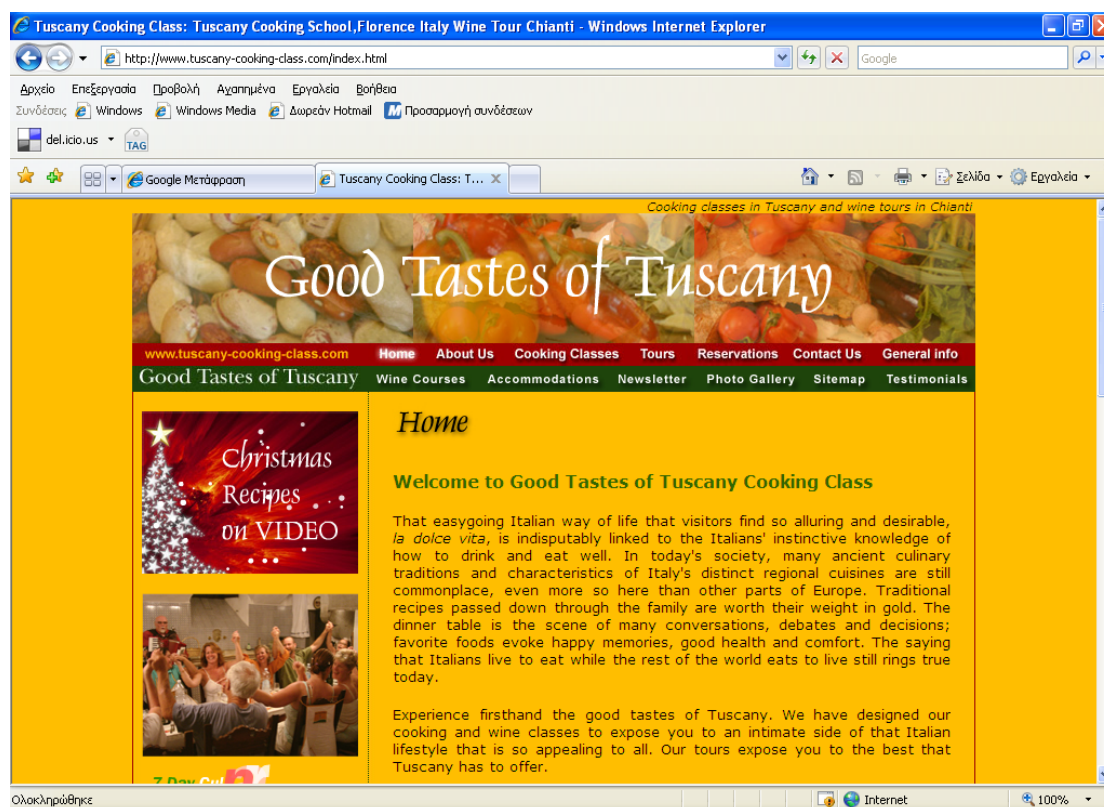 Tuscany Cooking Class: Tuscany Cooking School,Florence Italy Wine Tour Chianti - Windows Internet Explorer
http://www.tuscany-cooking-class.com/index.html
Google
Αρχείο Επεξεργασία Προβολή Αγαπημένα Εργαλεία Βοήθεια
Συνδέσεις Windows Windows Media Δωρεάν Hotmail Προσαρμογή συνδέσεων
del.icio.us TAG
Google Μετάφραση Tuscany Cooking Class: T... Σελίδα Εργαλεία
Cooking classes in Tuscany and wine tours in Chianti
Good Tastes of Tuscany
www.tuscany-cooking-class.com Home About Us Cooking Classes Tours Reservations Contact Us General info
Good Tastes of Tuscany Wine Courses Accommodations Newsletter Photo Gallery Sitemap Testimonials
Christmas
Recipes
on VIDEO
7 Day
Home
Welcome to Good Tastes of Tuscany Cooking Class
That easygoing Italian way of life that visitors find so alluring and desirable,
la dolce vita, is indisputably linked to the Italians' instinctive knowledge of
how to drink and eat well. In today's society, many ancient culinary
traditions and characteristics of Italy's distinct regional cuisines are still
commonplace, even more so here than other parts of Europe. Traditional
recipes passed down through the family are worth their weight in gold. The
dinner table is the scene of many conversations, debates and decisions;
favorite foods evoke happy memories, good health and comfort. The saying
that Italians live to eat while the rest of the world eats to live still rings true
today.
Experience firsthand the good tastes of Tuscany. We have designed our
cooking and wine classes to expose you to an intimate side of that Italian
lifestyle that is so appealing to all. Our tours expose you to the best that
Tuscany has to offer.
Ολοκληρώθηκε Internet 100%